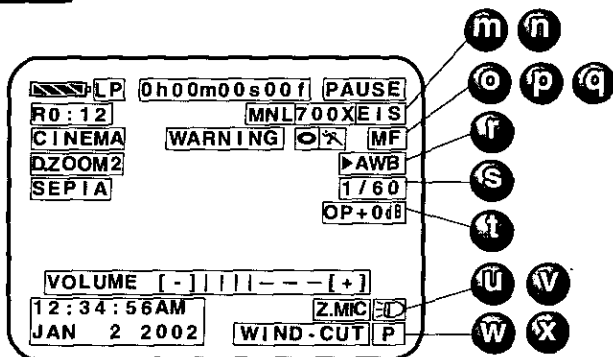 m n
LP 0h00m00s00f PAUSE
R0:12 MNL 700X EIS
o p q
CINEMA WARNING MF
D.ZOOM2 ▶AWB
r
SEPIA 1/60
s
OP+0dB
t
VOLUME [-]||||---[+]
12:34:56AM Z.MIC
u v
JAN 2 2002 WIND-CUT P
w x